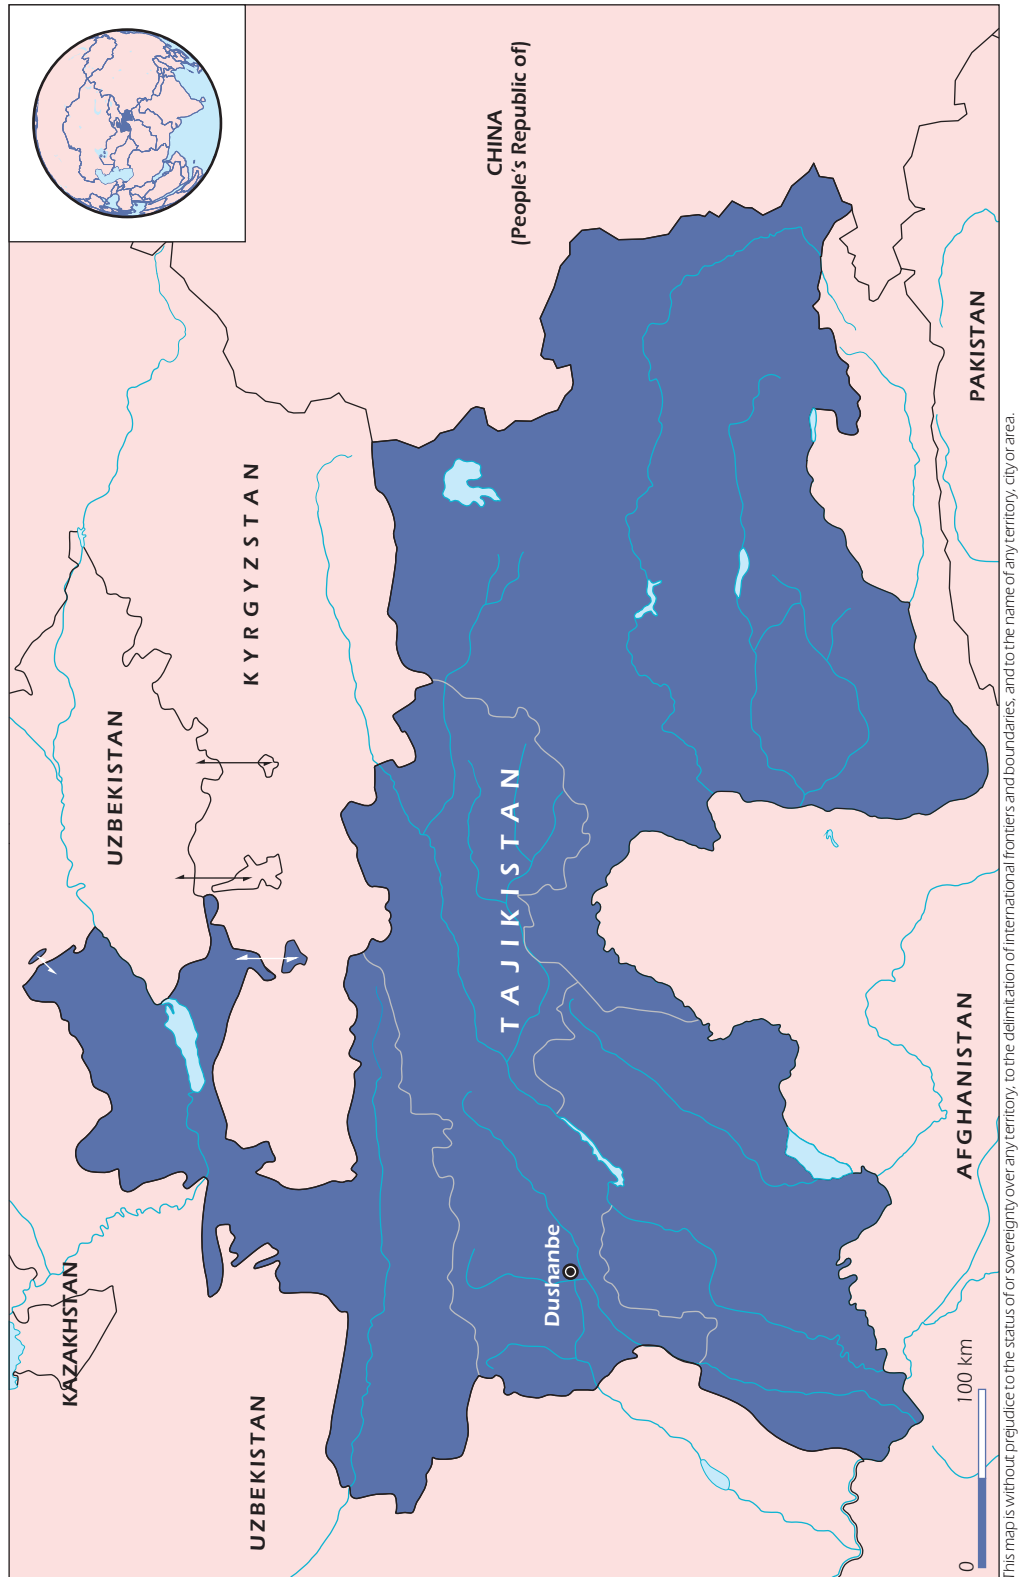 CHINA
(People's Republic of)
KAZAKHSTAN
UZBEKISTAN
KYRGYZSTAN
UZBEKISTAN
TAJIKISTAN
Dushanbe
AFGHANISTAN
PAKISTAN
0 100 km
This map is without prejudice to the status of or sovereignty over any territory, to the delimitation of international frontiers and boundaries, and to the name of any territory, city or area.